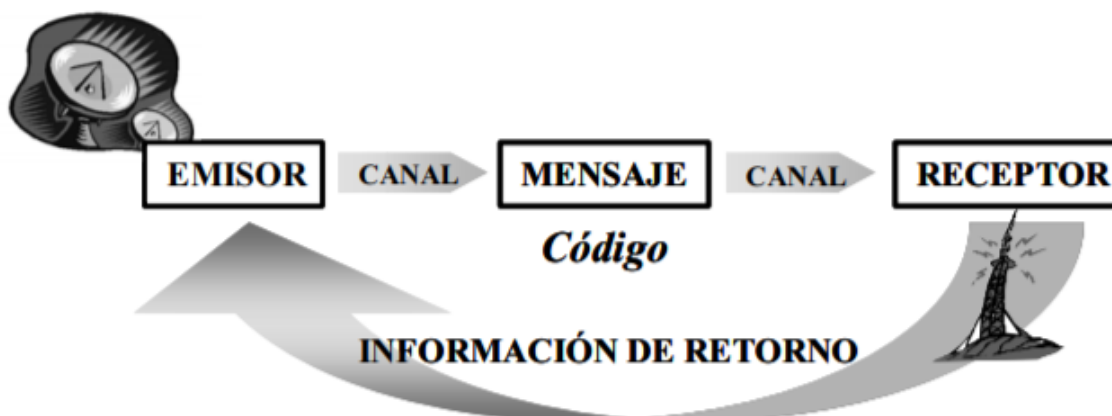 EMISOR
CANAL
MENSAJE
CANAL
RECEPTOR
Código
INFORMACIÓN DE RETORNO